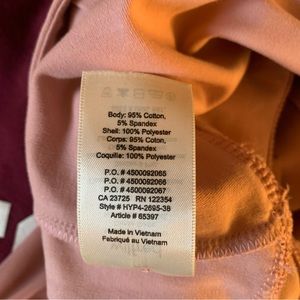 Body: 95% Cotton,
5% Spandex
Shell: 100% Polyester
Corps: 95% Coton,
5% Spandex
Coquille: 100% Polyester
P.O. # 4500092065
P.O. # 4500092066
P.O. # 4500092067
CA 23725 RN 122354
Style # HYP4-2695-38
Article # 65397
Made in Vietnam
Fabriqué au Vietnam